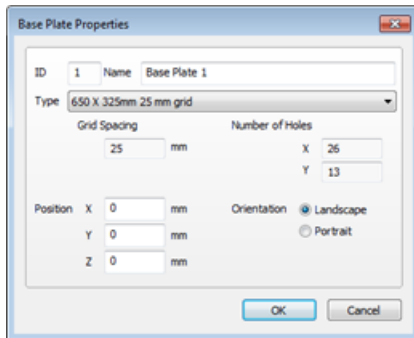 Base Plate Properties
ID 1 Name Base Plate 1
Type 650 X 325mm 25 mm grid
Grid Spacing Number of Holes
25 mm X 26
Y 13
Position X 0 mm Orientation Landscape
Y 0 mm Portrait
Z 0 mm
OK Cancel